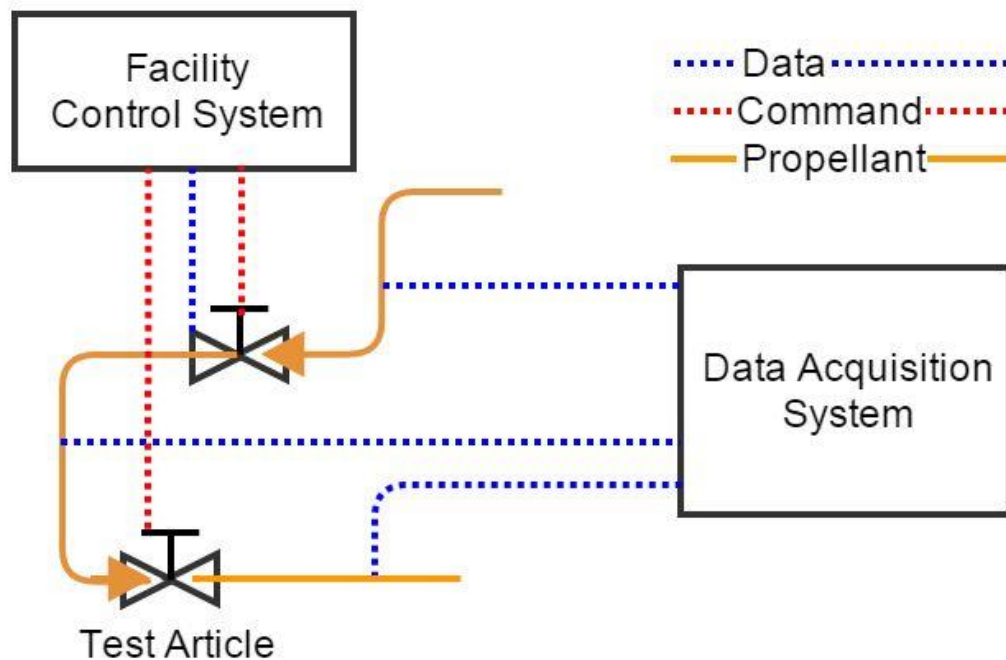 Facility
Control System
Data
Command
Propellant
Data Acquisition
System
Test Article